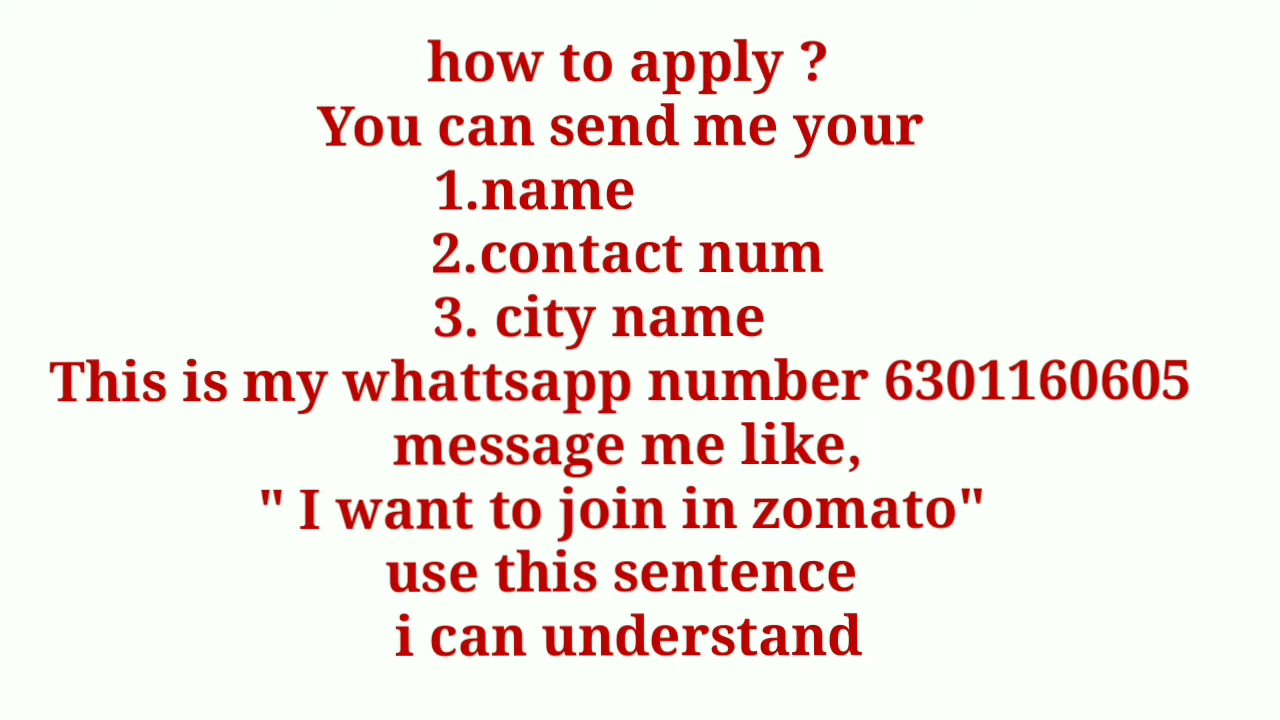 how to apply ?
You can send me your
1.name
2.contact num
3. city name
This is my whattsapp number 6301160605
message me like,
" I want to join in zomato"
use this sentence
i can understand